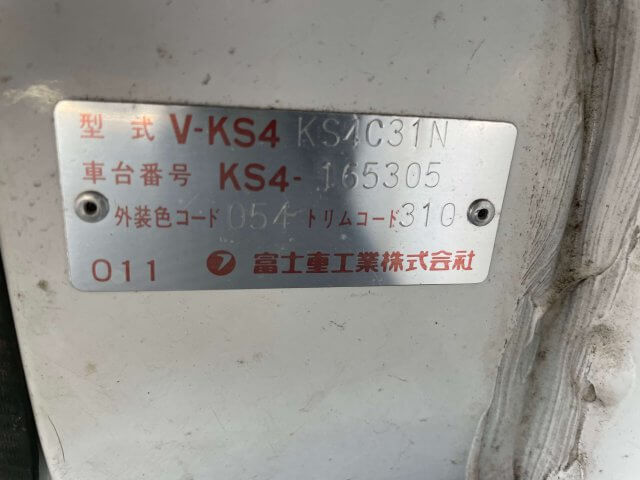 型式 V-KS4 KS4C31N
車台番号 KS4-165305
外装色コード 054 トリムコード 310
011 フ 富士重工業株式会社